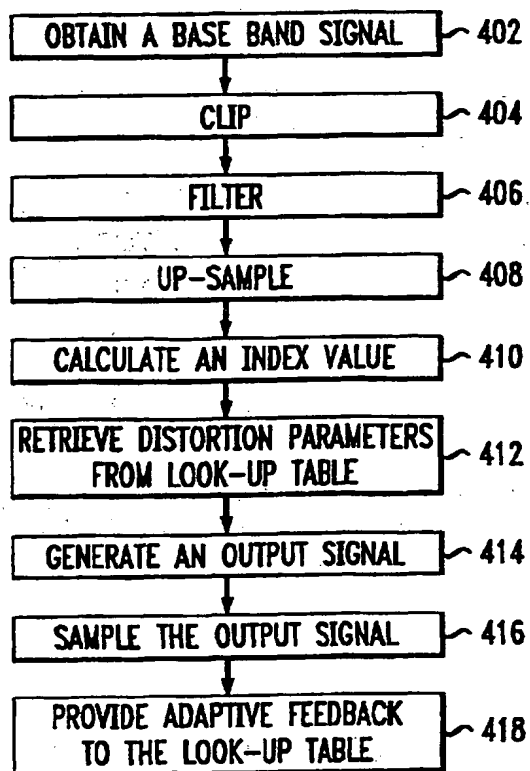 OBTAIN A BASE BAND SIGNAL 402
CLIP 404
FILTER 406
UP-SAMPLE 408
CALCULATE AN INDEX VALUE 410
RETRIEVE DISTORTION PARAMETERS
FROM LOOK-UP TABLE 412
GENERATE AN OUTPUT SIGNAL 414
SAMPLE THE OUTPUT SIGNAL 416
PROVIDE ADAPTIVE FEEDBACK
TO THE LOOK-UP TABLE 418